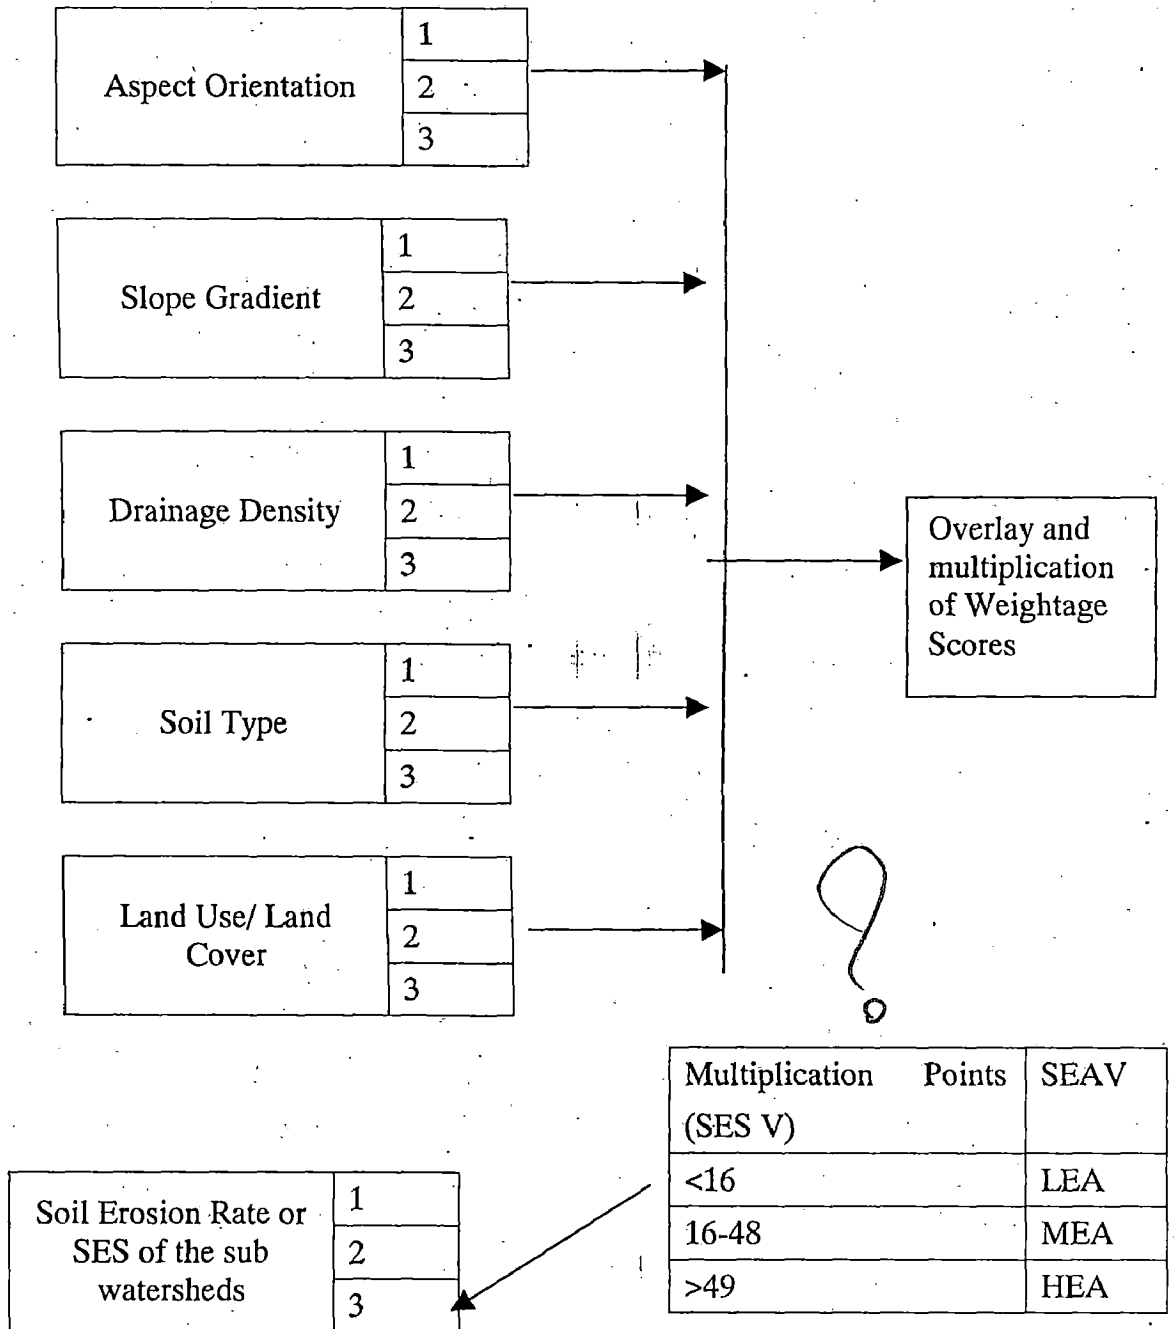 Aspect Orientation
1
2
3
Slope Gradient
1
2
3
Drainage Density
1
2
3
Overlay and
multiplication
of Weightage
Scores
Soil Type
1
2
3
Land Use/ Land
Cover
1
2
3
?
Multiplication Points
(SES V)
SEAV
<16
LEA
16-48
MEA
>49
HEA
Soil Erosion Rate or
SES of the sub
watersheds
1
2
3